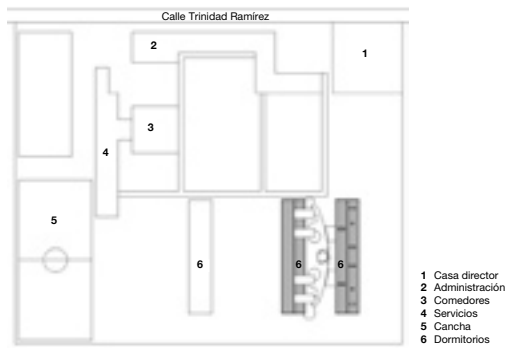 Calle Trinidad Ramírez
2
1
3
4
5
6
6
6
1 Casa director
2 Administración
3 Comedores
4 Servicios
5 Cancha
6 Dormitorios